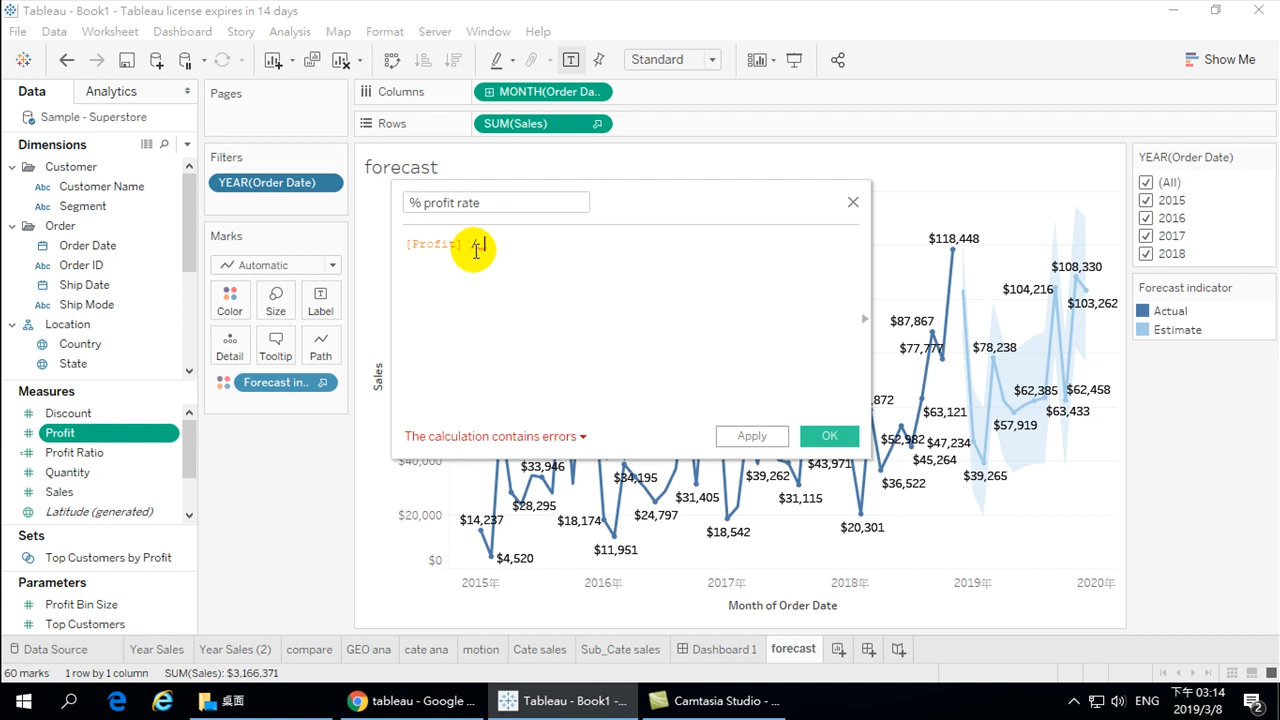 Tableau - Book1 - Tableau license expires in 14 days
File Data Worksheet Dashboard Story Analysis Map Format Server Window Help
Standard
Show Me
Data Analytics
Sample - Superstore
Dimensions
Customer
Abc Customer Name
Abc Segment
Order
Order Date
Abc Order ID
Ship Date
Abc Ship Mode
Location
Country
State
Measures
Discount
Profit
Profit Ratio
Quantity
Sales
Latitude (generated)
Sets
Top Customers by Profit
Parameters
Profit Bin Size
Top Customers
Pages
Filters
YEAR(Order Date)
Marks
Automatic
Color Size Label
Detail Tooltip Path
Forecast in..
Columns MONTH(Order Da..
Rows SUM(Sales)
forecast
% profit rate
[Profit] /
The calculation contains errors
Apply OK
Sales
$118,448
$108,330
$104,216
$103,262
$87,867
$77,777
$78,238
$62,385
$62,458
$63,121
$63,433
$57,919
$52,982
$47,234
$45,264
$43,971
$39,262
$39,265
$36,522
$34,195
$33,946
$31,405
$31,115
$28,295
$24,797
$20,301
$18,174
$18,542
$14,237
$11,951
$4,520
$40,000
$20,000
$0
2015年 2016年 2017年 2018年 2019年 2020年
Month of Order Date
YEAR(Order Date)
(All)
2015
2016
2017
2018
Forecast indicator
Actual
Estimate
Data Source Year Sales Year Sales (2) compare GEO ana cate ana motion Cate sales Sub_Cate sales Dashboard 1 forecast
60 marks 1 row by 1 column SUM(Sales): $3,166,371
桌面 tableau - Google ... Tableau - Book1 -... Camtasia Studio - ... ENG 下午 03:14
2019/3/8
2